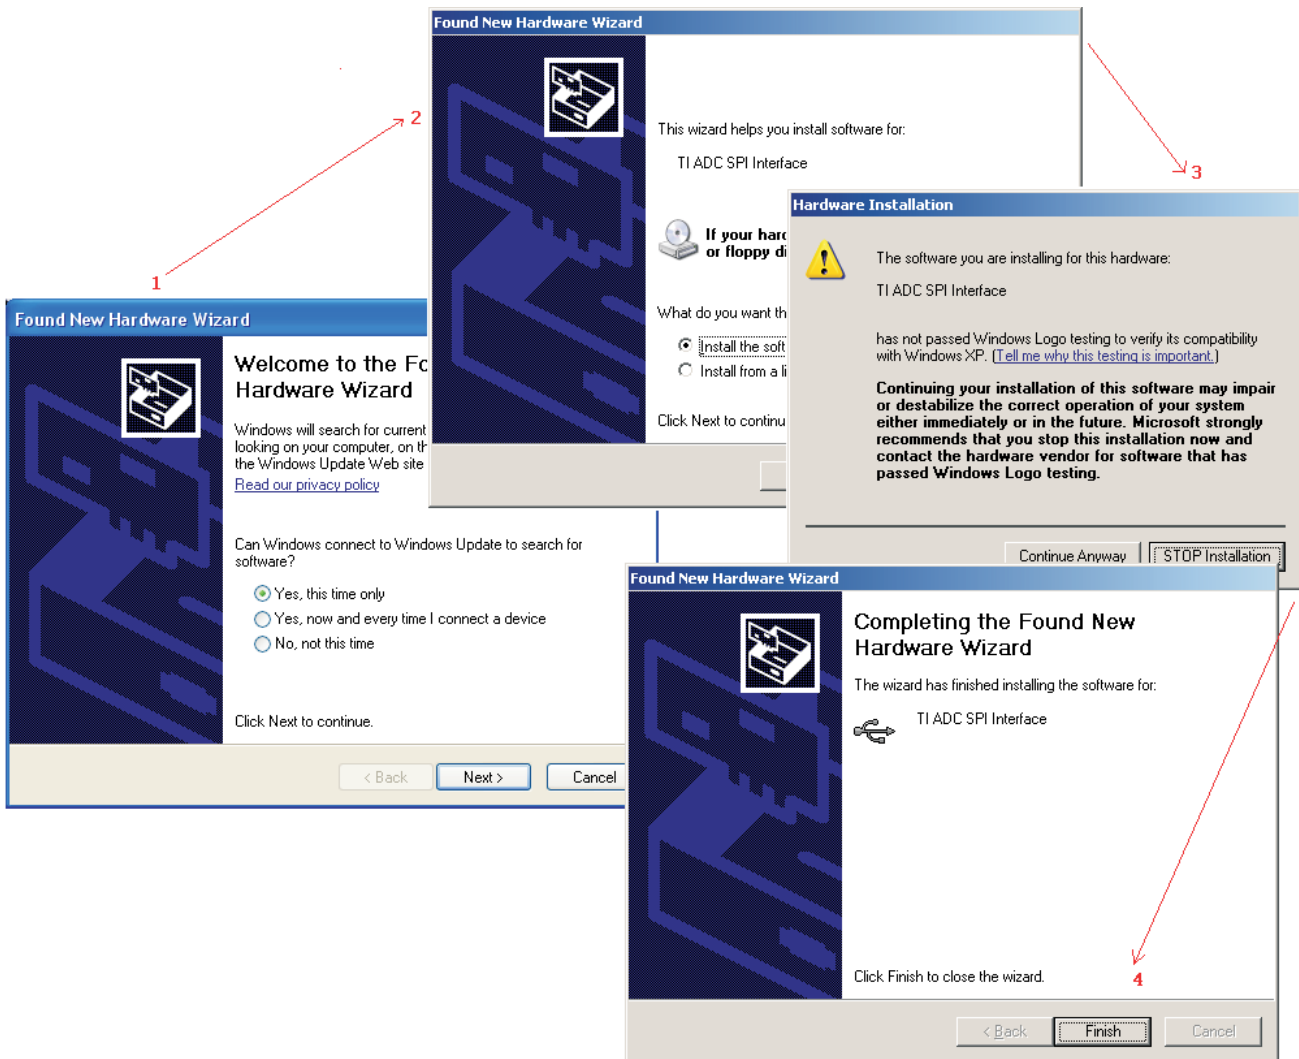 1
Found New Hardware Wizard
Welcome to the Fo
Hardware Wizard
Windows will search for current
looking on your computer, on th
the Windows Update Web site
Read our privacy policy
Can Windows connect to Windows Update to search for
software?
Yes, this time only
Yes, now and every time I connect a device
No, not this time
Click Next to continue.
< Back
Next >
Cancel
2
Found New Hardware Wizard
This wizard helps you install software for:
TI ADC SPI Interface
If your hard
or floppy di
What do you want th
Install the soft
Install from a li
Click Next to continu
3
Hardware Installation
The software you are installing for this hardware:
TI ADC SPI Interface
has not passed Windows Logo testing to verify its compatibility
with Windows XP. (Tell me why this testing is important.)
Continuing your installation of this software may impair
or destabilize the correct operation of your system
either immediately or in the future. Microsoft strongly
recommends that you stop this installation now and
contact the hardware vendor for software that has
passed Windows Logo testing.
Continue Anyway
STOP Installation
Found New Hardware Wizard
Completing the Found New
Hardware Wizard
The wizard has finished installing the software for:
TI ADC SPI Interface
Click Finish to close the wizard.
4
< Back
Finish
Cancel